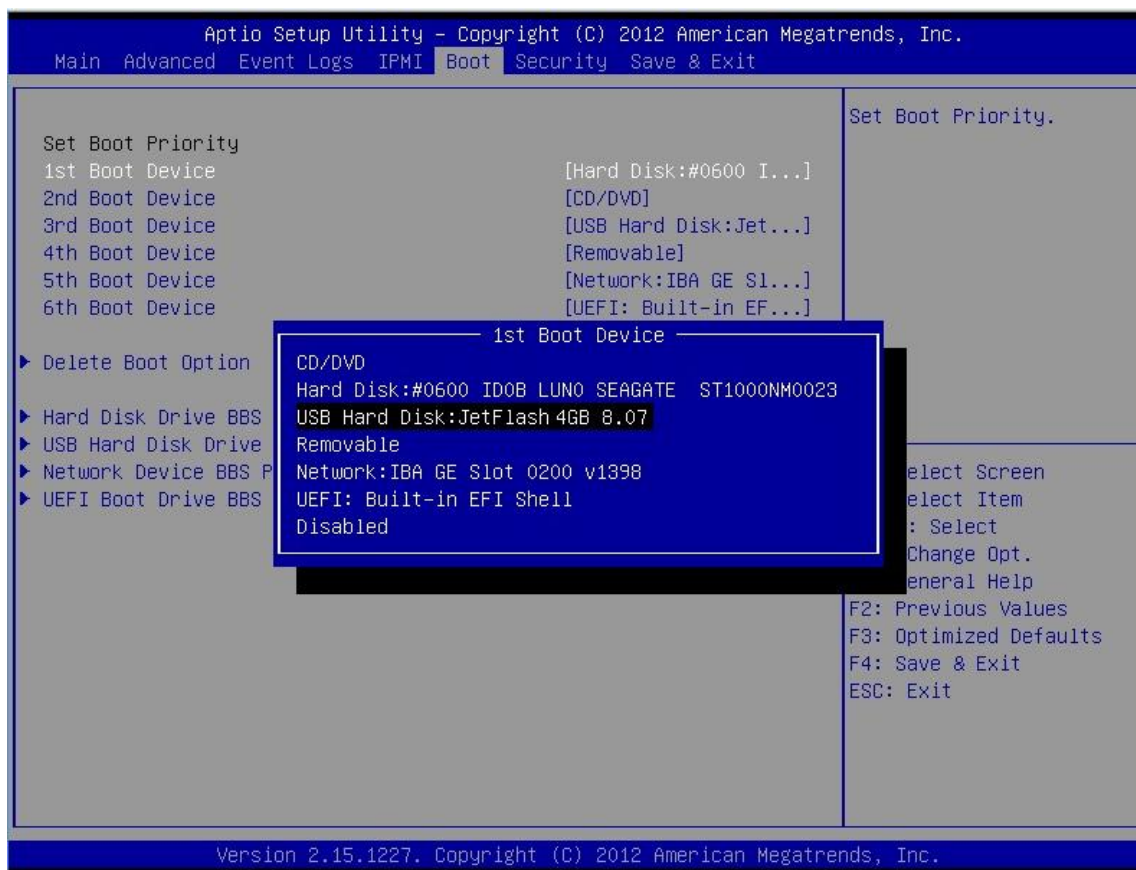 Aptio Setup Utility – Copyright (C) 2012 American Megatrends, Inc.
Main Advanced Event Logs IPMI Boot Security Save & Exit
Set Boot Priority
1st Boot Device [Hard Disk:#0600 I...]
2nd Boot Device [CD/DVD]
3rd Boot Device [USB Hard Disk:Jet...]
4th Boot Device [Removable]
5th Boot Device [Network:IBA GE Sl...]
6th Boot Device [UEFI: Built-in EF...]
Delete Boot Option
Hard Disk Drive BBS
USB Hard Disk Drive
Network Device BBS P
UEFI Boot Drive BBS
1st Boot Device
CD/DVD
Hard Disk:#0600 ID0B LUN0 SEAGATE ST1000NM0023
USB Hard Disk:JetFlash 4GB 8.07
Removable
Network:IBA GE Slot 0200 v1398
UEFI: Built-in EFI Shell
Disabled
Set Boot Priority.
elect Screen
elect Item
: Select
Change Opt.
eneral Help
F2: Previous Values
F3: Optimized Defaults
F4: Save & Exit
ESC: Exit
Version 2.15.1227. Copyright (C) 2012 American Megatrends, Inc.